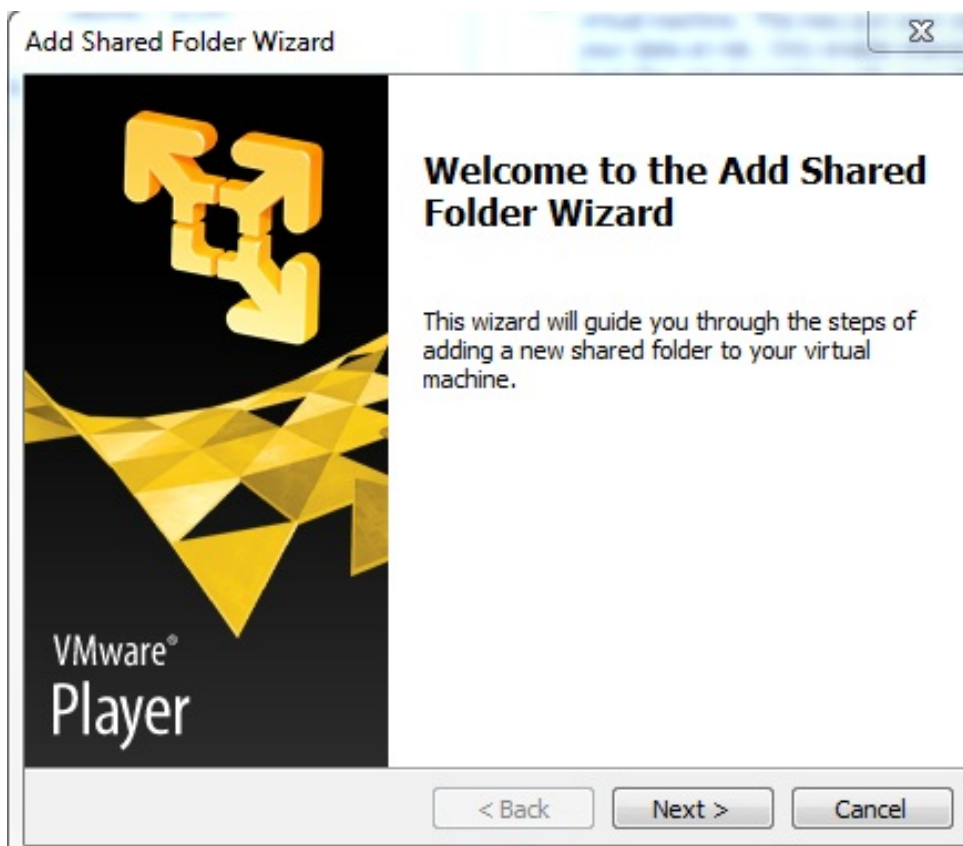 Add Shared Folder Wizard
Welcome to the Add Shared
Folder Wizard
This wizard will guide you through the steps of
adding a new shared folder to your virtual
machine.
VMware®
Player
< Back Next > Cancel